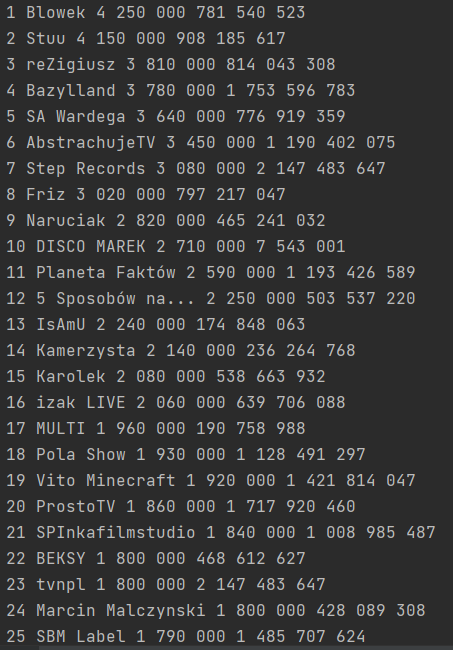 1 Blowek 4 250 000 781 540 523
2 Stuu 4 150 000 908 185 617
3 reZigiusz 3 810 000 814 043 308
4 Bazylland 3 780 000 1 753 596 783
5 SA Wardega 3 640 000 776 919 359
6 AbstrachujeTV 3 450 000 1 190 402 075
7 Step Records 3 080 000 2 147 483 647
8 Friz 3 020 000 797 217 047
9 Naruciak 2 820 000 465 241 032
10 DISCO MAREK 2 710 000 7 543 001
11 Planeta Faktów 2 590 000 1 193 426 589
12 5 Sposobów na... 2 250 000 503 537 220
13 IsAmU 2 240 000 174 848 063
14 Kamerzysta 2 140 000 236 264 768
15 Karolek 2 080 000 538 663 932
16 izak LIVE 2 060 000 639 706 088
17 MULTI 1 960 000 190 758 988
18 Pola Show 1 930 000 1 128 491 297
19 Vito Minecraft 1 920 000 1 421 814 047
20 ProstoTV 1 860 000 1 717 920 460
21 SPInkafilmstudio 1 840 000 1 008 985 487
22 BEKSY 1 800 000 468 612 627
23 tvnpl 1 800 000 2 147 483 647
24 Marcin Malczynski 1 800 000 428 089 308
25 SBM Label 1 790 000 1 485 707 624